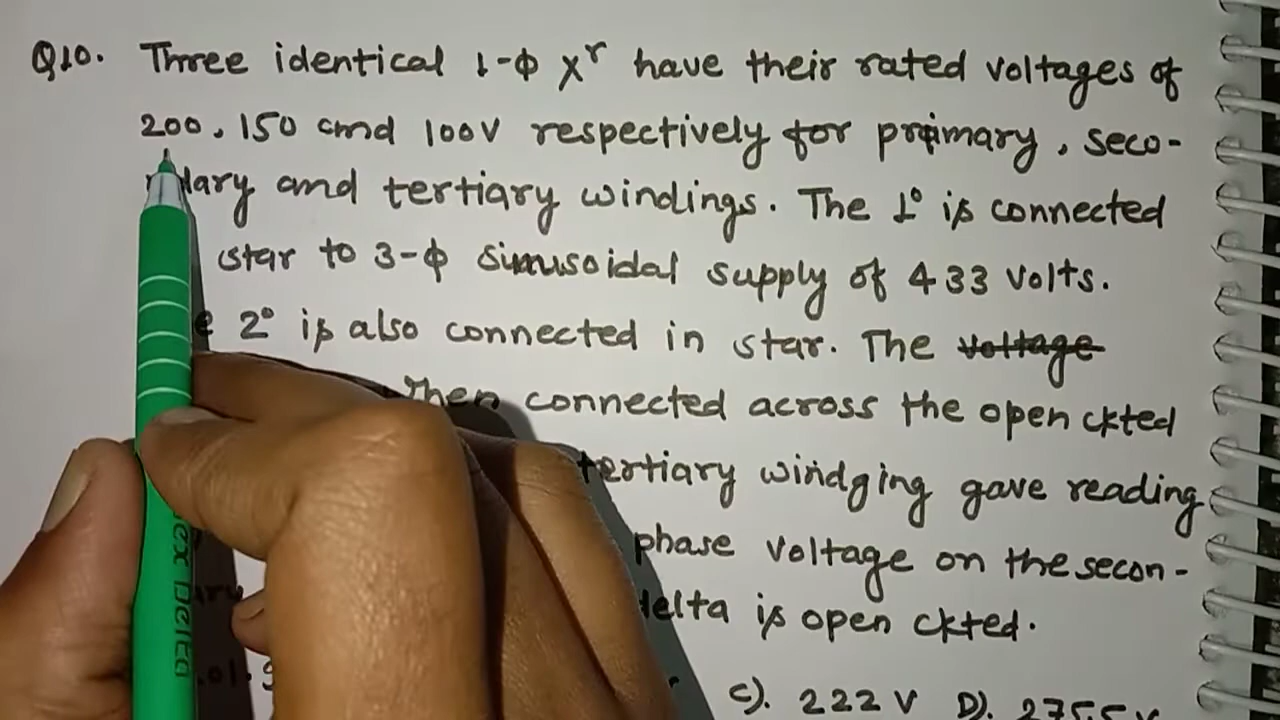 Q10. Three identical 1-ф Xʳ have their rated voltages of
200, 150 and 100V respectively for primary, seco-
dary and tertiary windings. The 1° is connected
star to 3-ф sinusoidal supply of 433 volts.
e 2° is also connected in star. The voltage
when connected across the open ckted
tertiary windging gave reading
phase voltage on the secon-
delta is open ckted.
C). 222 V D). 275.5 V